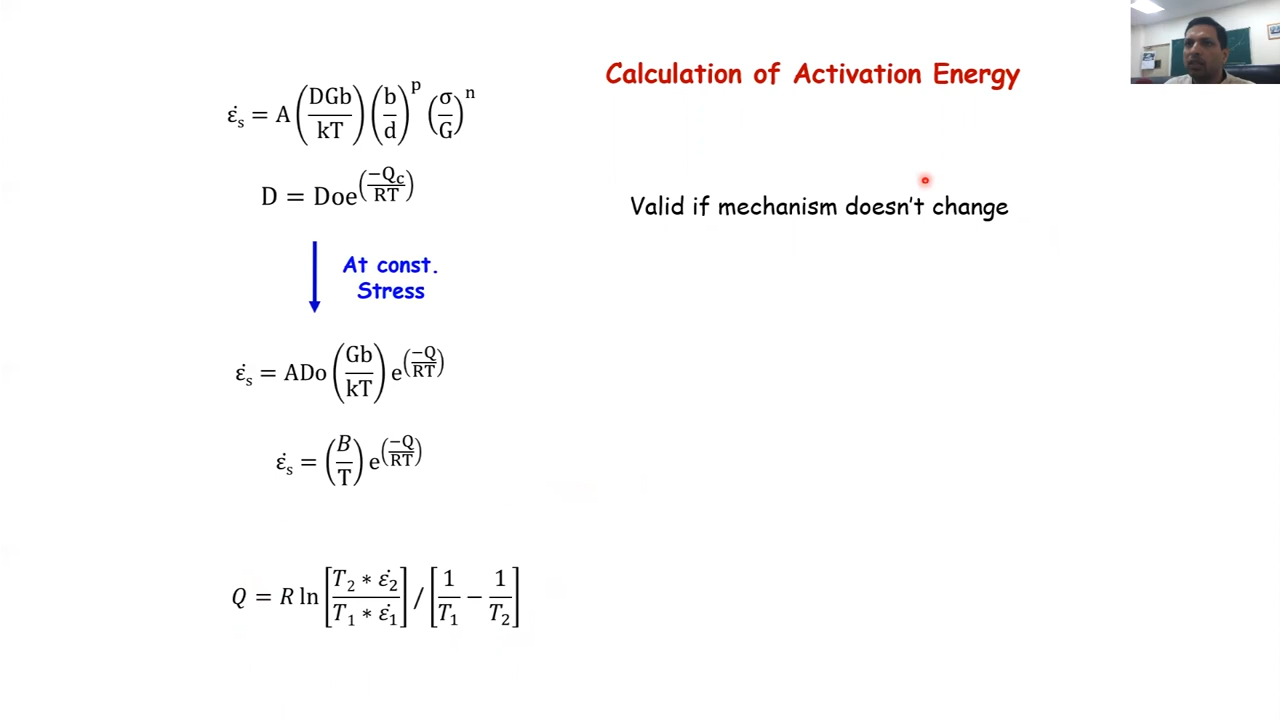 Calculation of Activation Energy
ε̇s = A (DGb/kT) (b/d)^p (σ/G)^n
D = Doe^(−Qc/RT)
Valid if mechanism doesn't change
At const.
Stress
ε̇s = ADo (Gb/kT) e^(−Q/RT)
ε̇s = (B/T) e^(−Q/RT)
Q = R ln [T₂ * ε̇₂ / T₁ * ε̇₁] / [1/T₁ − 1/T₂]